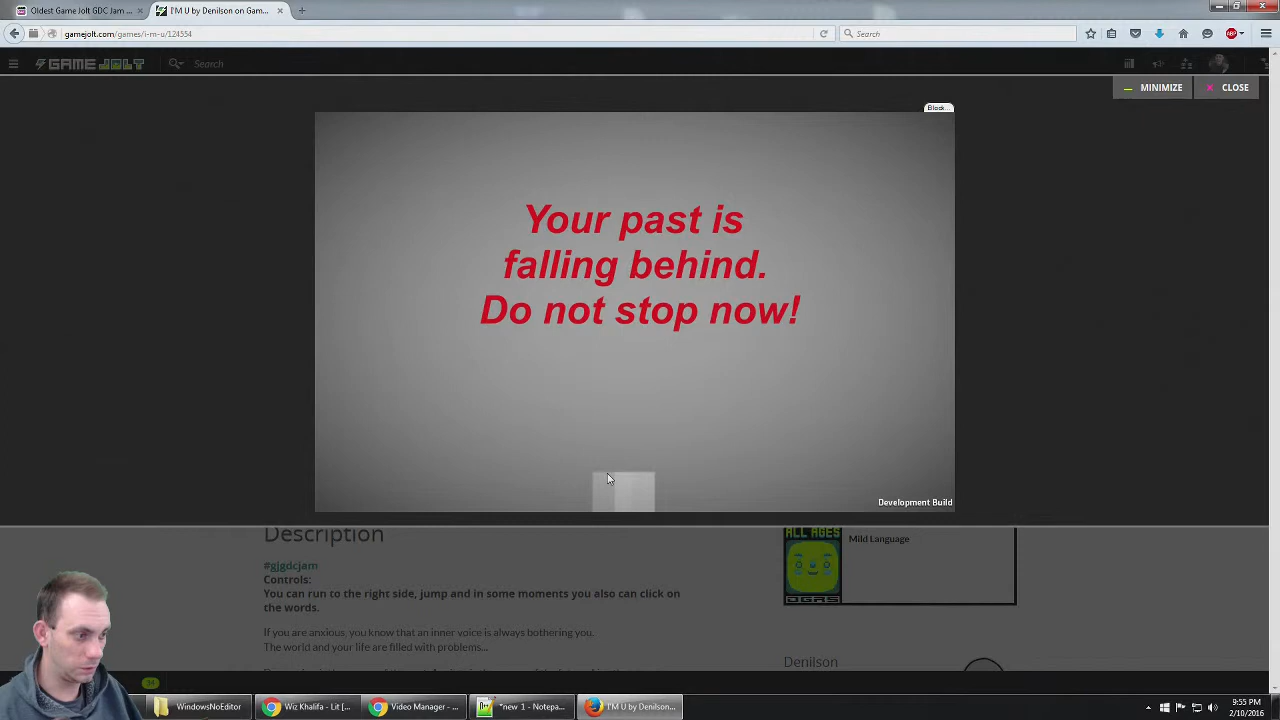 Oldest Game Jolt GDC Jam ...
I'M U by Denilson on Gam...
gamejolt.com/games/i-m-u/124554
Search
GAME JOLT
Search
MINIMIZE
CLOSE
Block...
Your past is
falling behind.
Do not stop now!
Development Build
Description
#gjgdcjam
Controls:
You can run to the right side, jump and in some moments you also can click on
the words.
If you are anxious, you know that an inner voice is always bothering you.
The world and your life are filled with problems...
ALL AGES
Mild Language
DGRS
Denilson
WindowsNoEditor
Wiz Khalifa - Lit [...
Video Manager - ...
*new 1 - Notepa...
I'M U by Denilson...
9:55 PM
2/10/2016